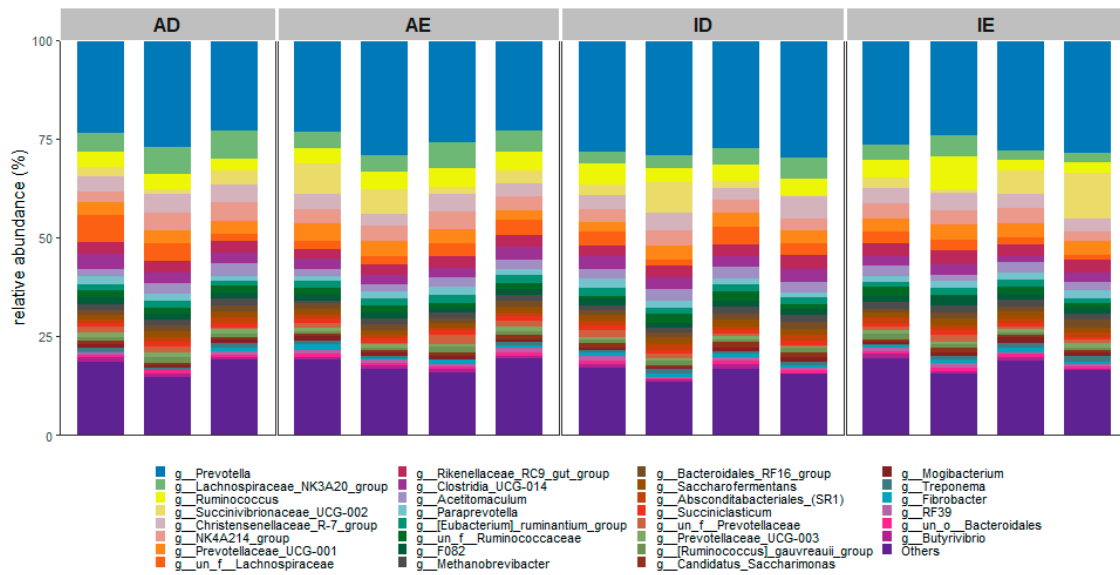 AD AE ID IE
100
75
50
25
0
relative abundance (%)
g__Prevotella
g__Lachnospiraceae_NK3A20_group
g__Ruminococcus
g__Succinivibrionaceae_UCG-002
g__Christensenellaceae_R-7_group
g__NK4A214_group
g__Prevotellaceae_UCG-001
g__un_f__Lachnospiraceae
g__Rikenellaceae_RC9_gut_group
g__Clostridia_UCG-014
g__Acetitomaculum
g__Paraprevotella
g__[Eubacterium]_ruminantium_group
g__un_f__Ruminococcaceae
g__F082
g__Methanobrevibacter
g__Bacteroidales_RF16_group
g__Saccharofermentans
g__Absconditabacteriales_(SR1)
g__Succiniclasticum
g__un_f__Prevotellaceae
g__Prevotellaceae_UCG-003
g__[Ruminococcus]_gauvreauii_group
g__Candidatus_Saccharimonas
g__Mogibacterium
g__Treponema
g__Fibrobacter
g__RF39
g__un_o__Bacteroidales
g__Butyrivibrio
Others